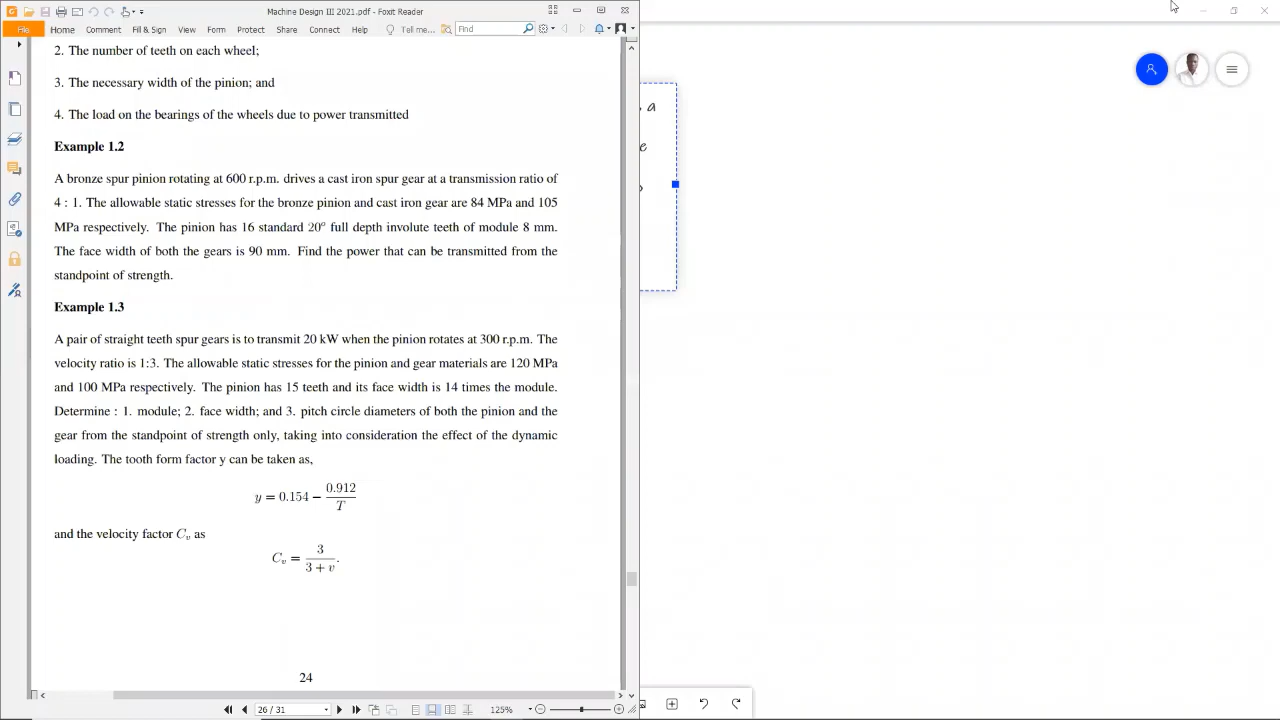 Machine Design III 2021.pdf - Foxit Reader
File Home Comment Fill & Sign View Form Protect Share Connect Help Tell me... Find
2. The number of teeth on each wheel;
3. The necessary width of the pinion; and
4. The load on the bearings of the wheels due to power transmitted
Example 1.2
A bronze spur pinion rotating at 600 r.p.m. drives a cast iron spur gear at a transmission ratio of
4 : 1. The allowable static stresses for the bronze pinion and cast iron gear are 84 MPa and 105
MPa respectively. The pinion has 16 standard 20° full depth involute teeth of module 8 mm.
The face width of both the gears is 90 mm. Find the power that can be transmitted from the
standpoint of strength.
Example 1.3
A pair of straight teeth spur gears is to transmit 20 kW when the pinion rotates at 300 r.p.m. The
velocity ratio is 1:3. The allowable static stresses for the pinion and gear materials are 120 MPa
and 100 MPa respectively. The pinion has 15 teeth and its face width is 14 times the module.
Determine : 1. module; 2. face width; and 3. pitch circle diameters of both the pinion and the
gear from the standpoint of strength only, taking into consideration the effect of the dynamic
loading. The tooth form factor y can be taken as,
y = 0.154 − 0.912 / T
and the velocity factor Cv as
Cv = 3 / (3 + v).
24
26 / 31
125%
a
e